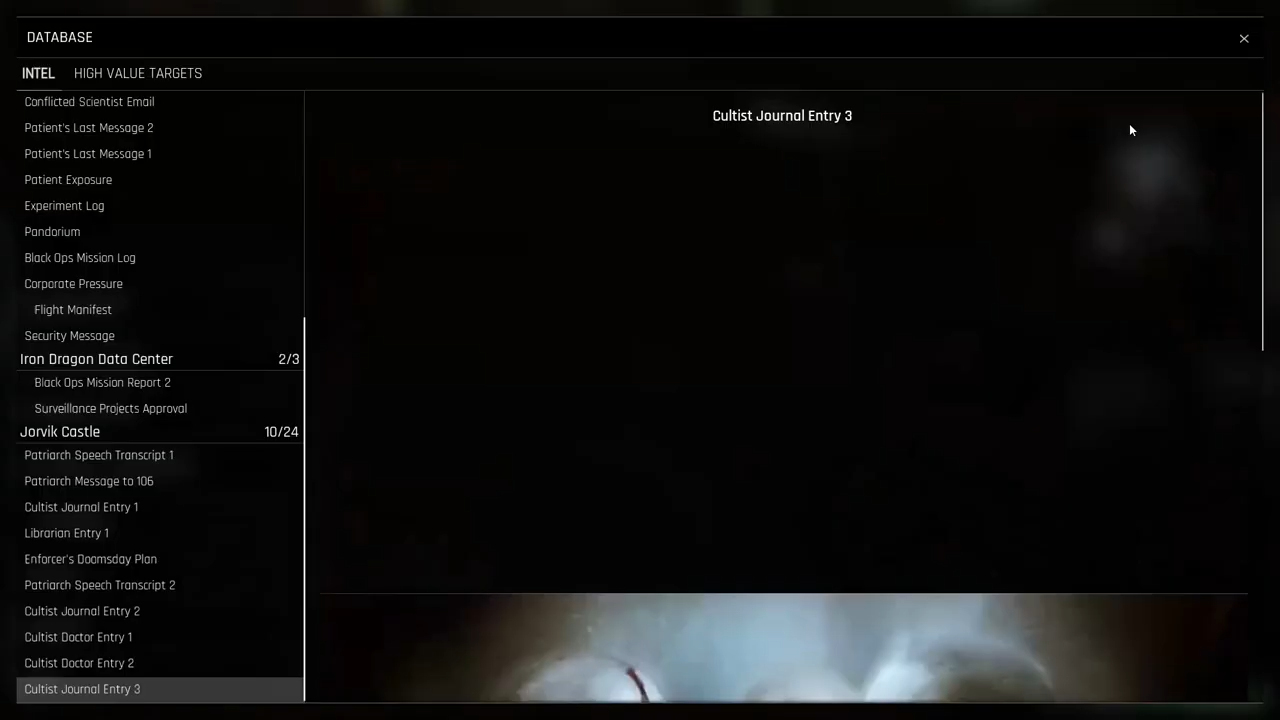 DATABASE
INTEL HIGH VALUE TARGETS
Conflicted Scientist Email
Patient's Last Message 2
Patient's Last Message 1
Patient Exposure
Experiment Log
Pandorium
Black Ops Mission Log
Corporate Pressure
Flight Manifest
Security Message
Iron Dragon Data Center 2/3
Black Ops Mission Report 2
Surveillance Projects Approval
Jorvik Castle 10/24
Patriarch Speech Transcript 1
Patriarch Message to 106
Cultist Journal Entry 1
Librarian Entry 1
Enforcer's Doomsday Plan
Patriarch Speech Transcript 2
Cultist Journal Entry 2
Cultist Doctor Entry 1
Cultist Doctor Entry 2
Cultist Journal Entry 3
Cultist Journal Entry 3